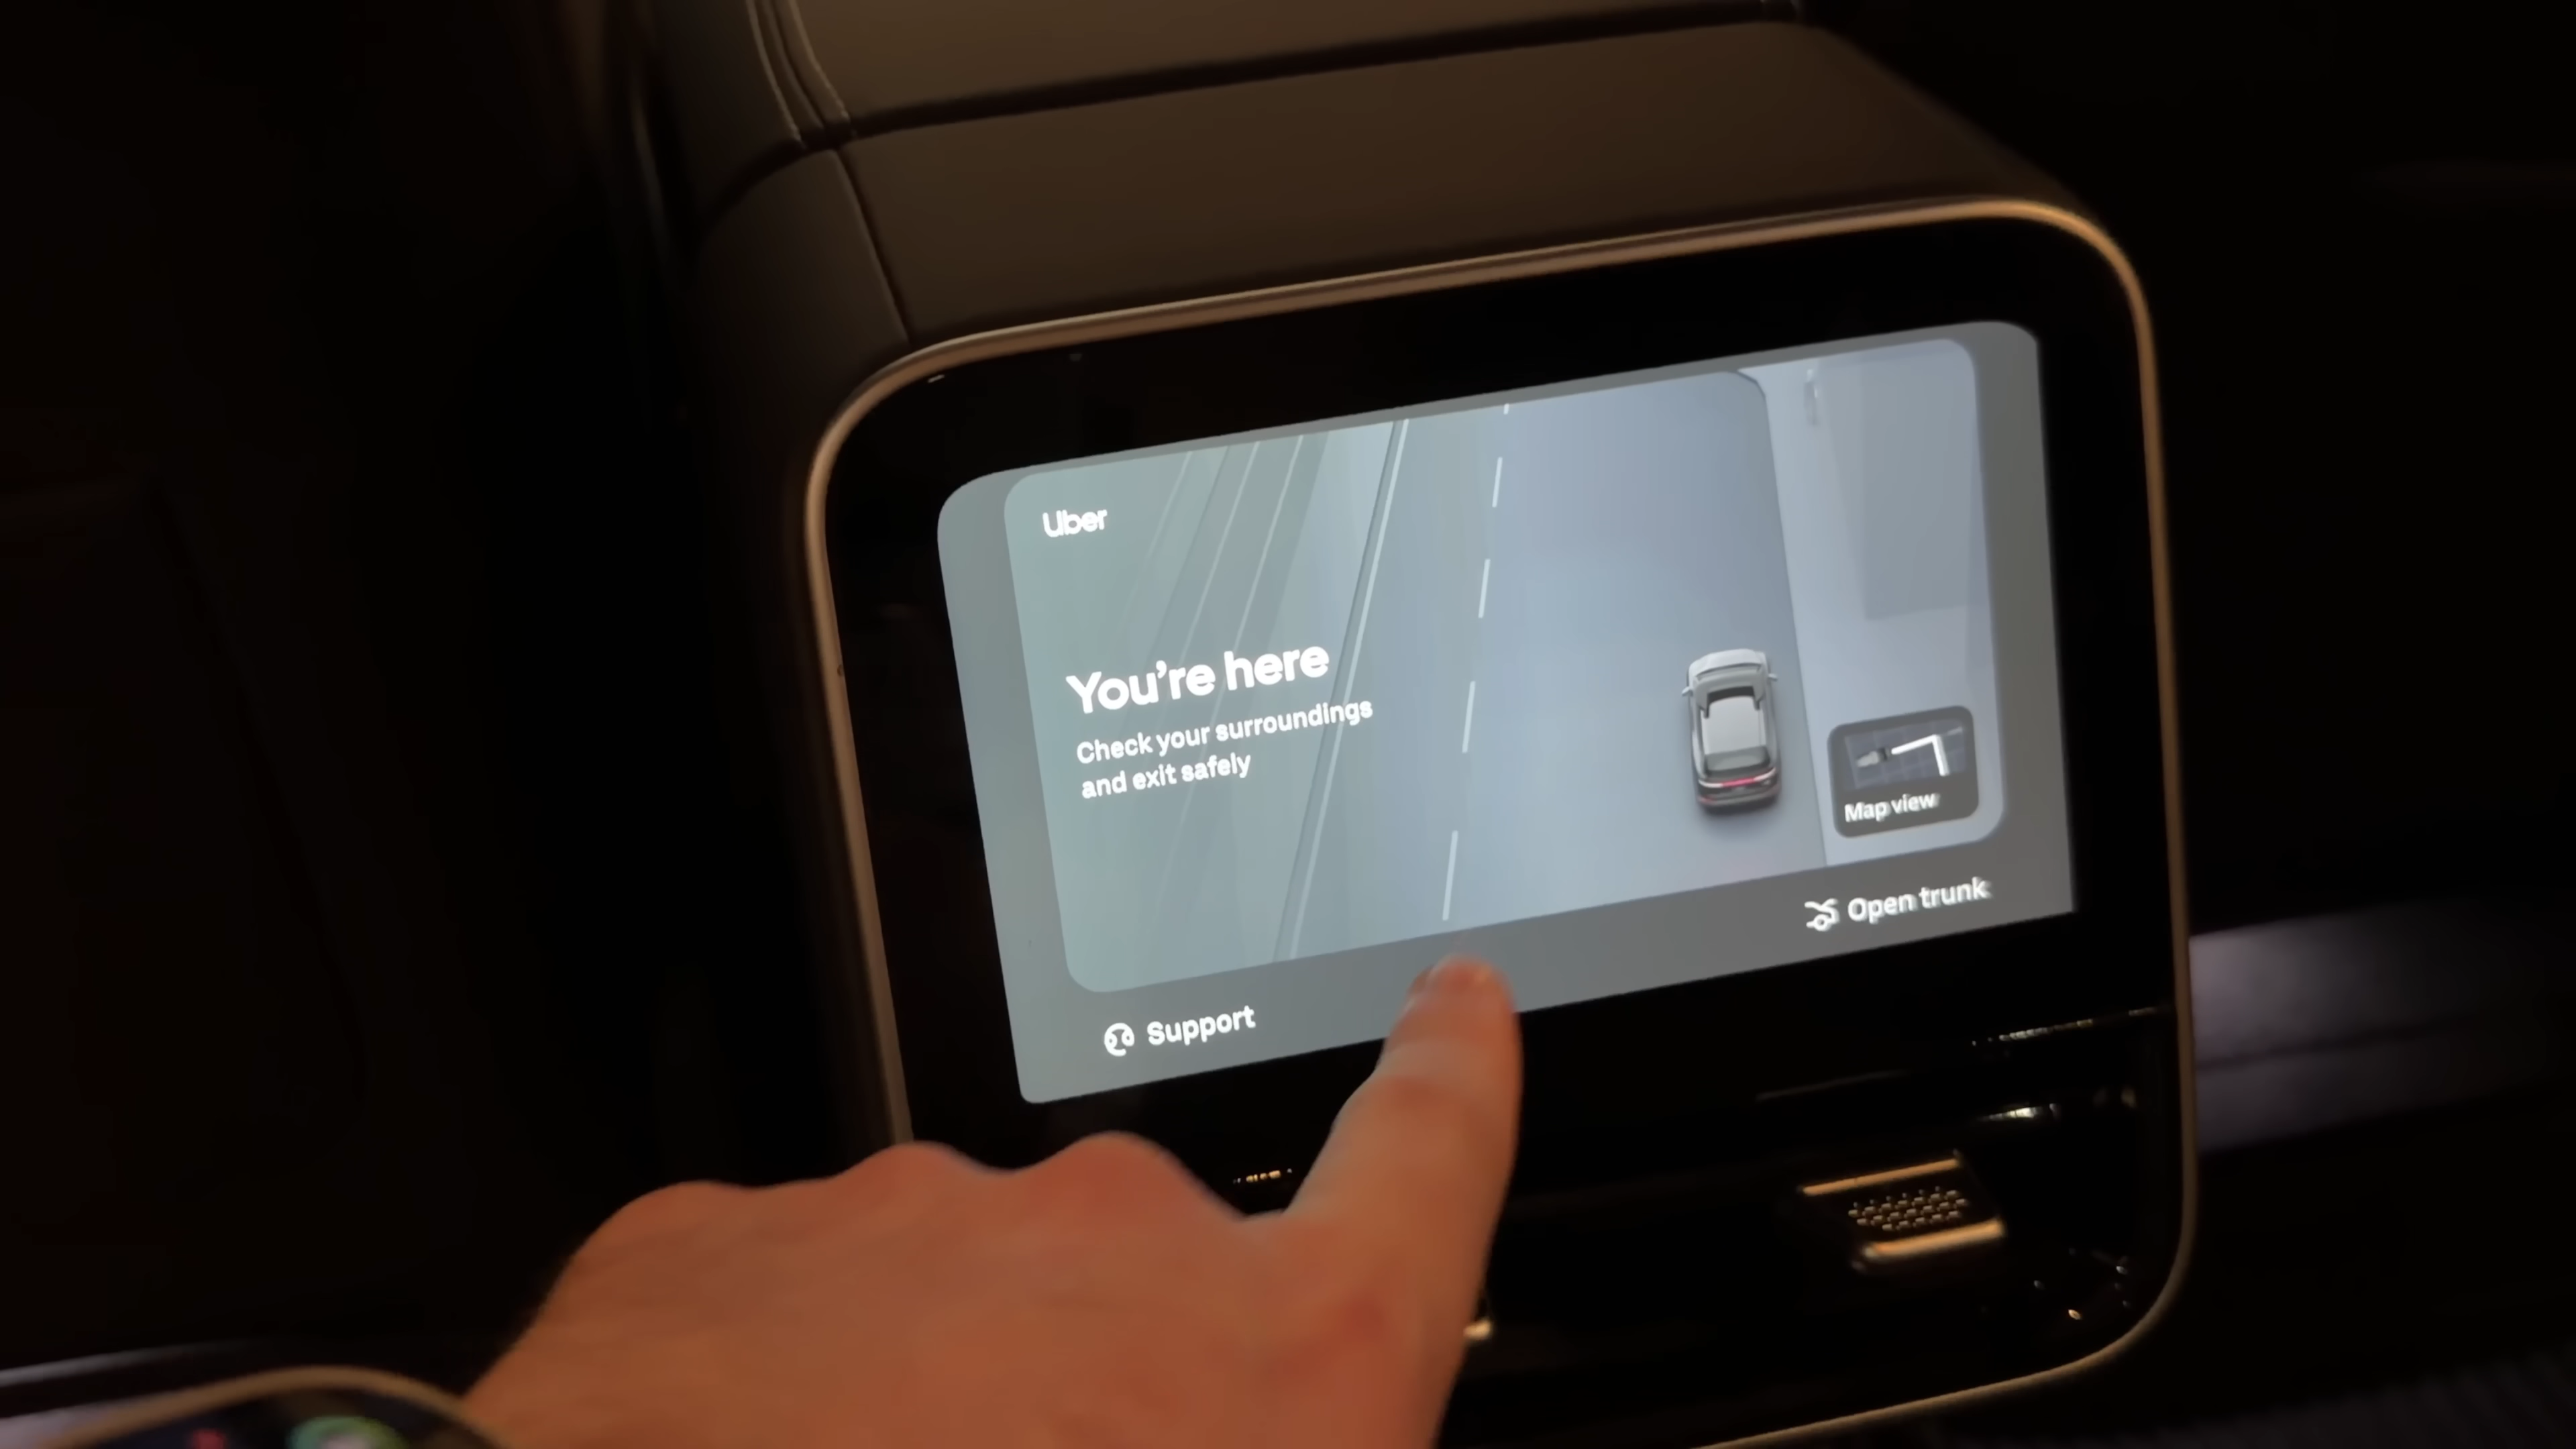 Uber
You're here
Check your surroundings
and exit safely
Map view
Open trunk
Support